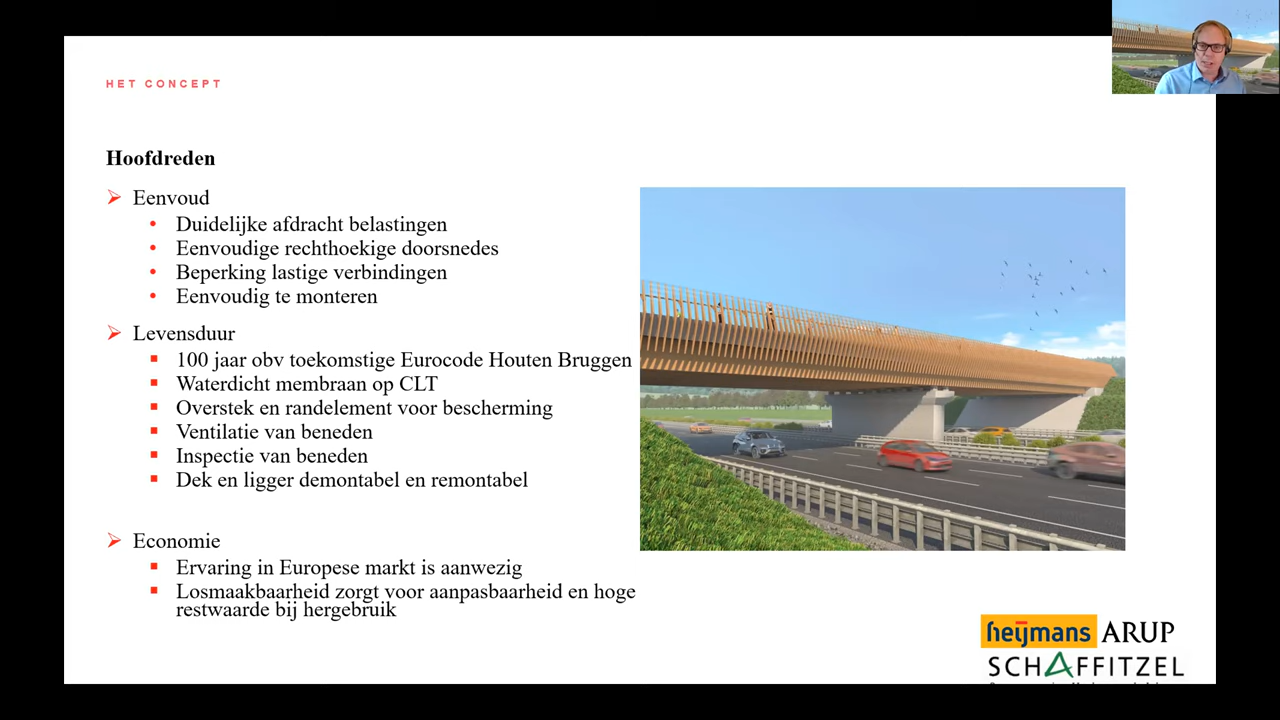 HET CONCEPT
Hoofdreden
Eenvoud
Duidelijke afdracht belastingen
Eenvoudige rechthoekige doorsnedes
Beperking lastige verbindingen
Eenvoudig te monteren
Levensduur
100 jaar obv toekomstige Eurocode Houten Bruggen
Waterdicht membraan op CLT
Overstek en randelement voor bescherming
Ventilatie van beneden
Inspectie van beneden
Dek en ligger demontabel en remontabel
Economie
Ervaring in Europese markt is aanwezig
Losmaakbaarheid zorgt voor aanpasbaarheid en hoge
restwaarde bij hergebruik
heijmans ARUP
SCHAFFITZEL